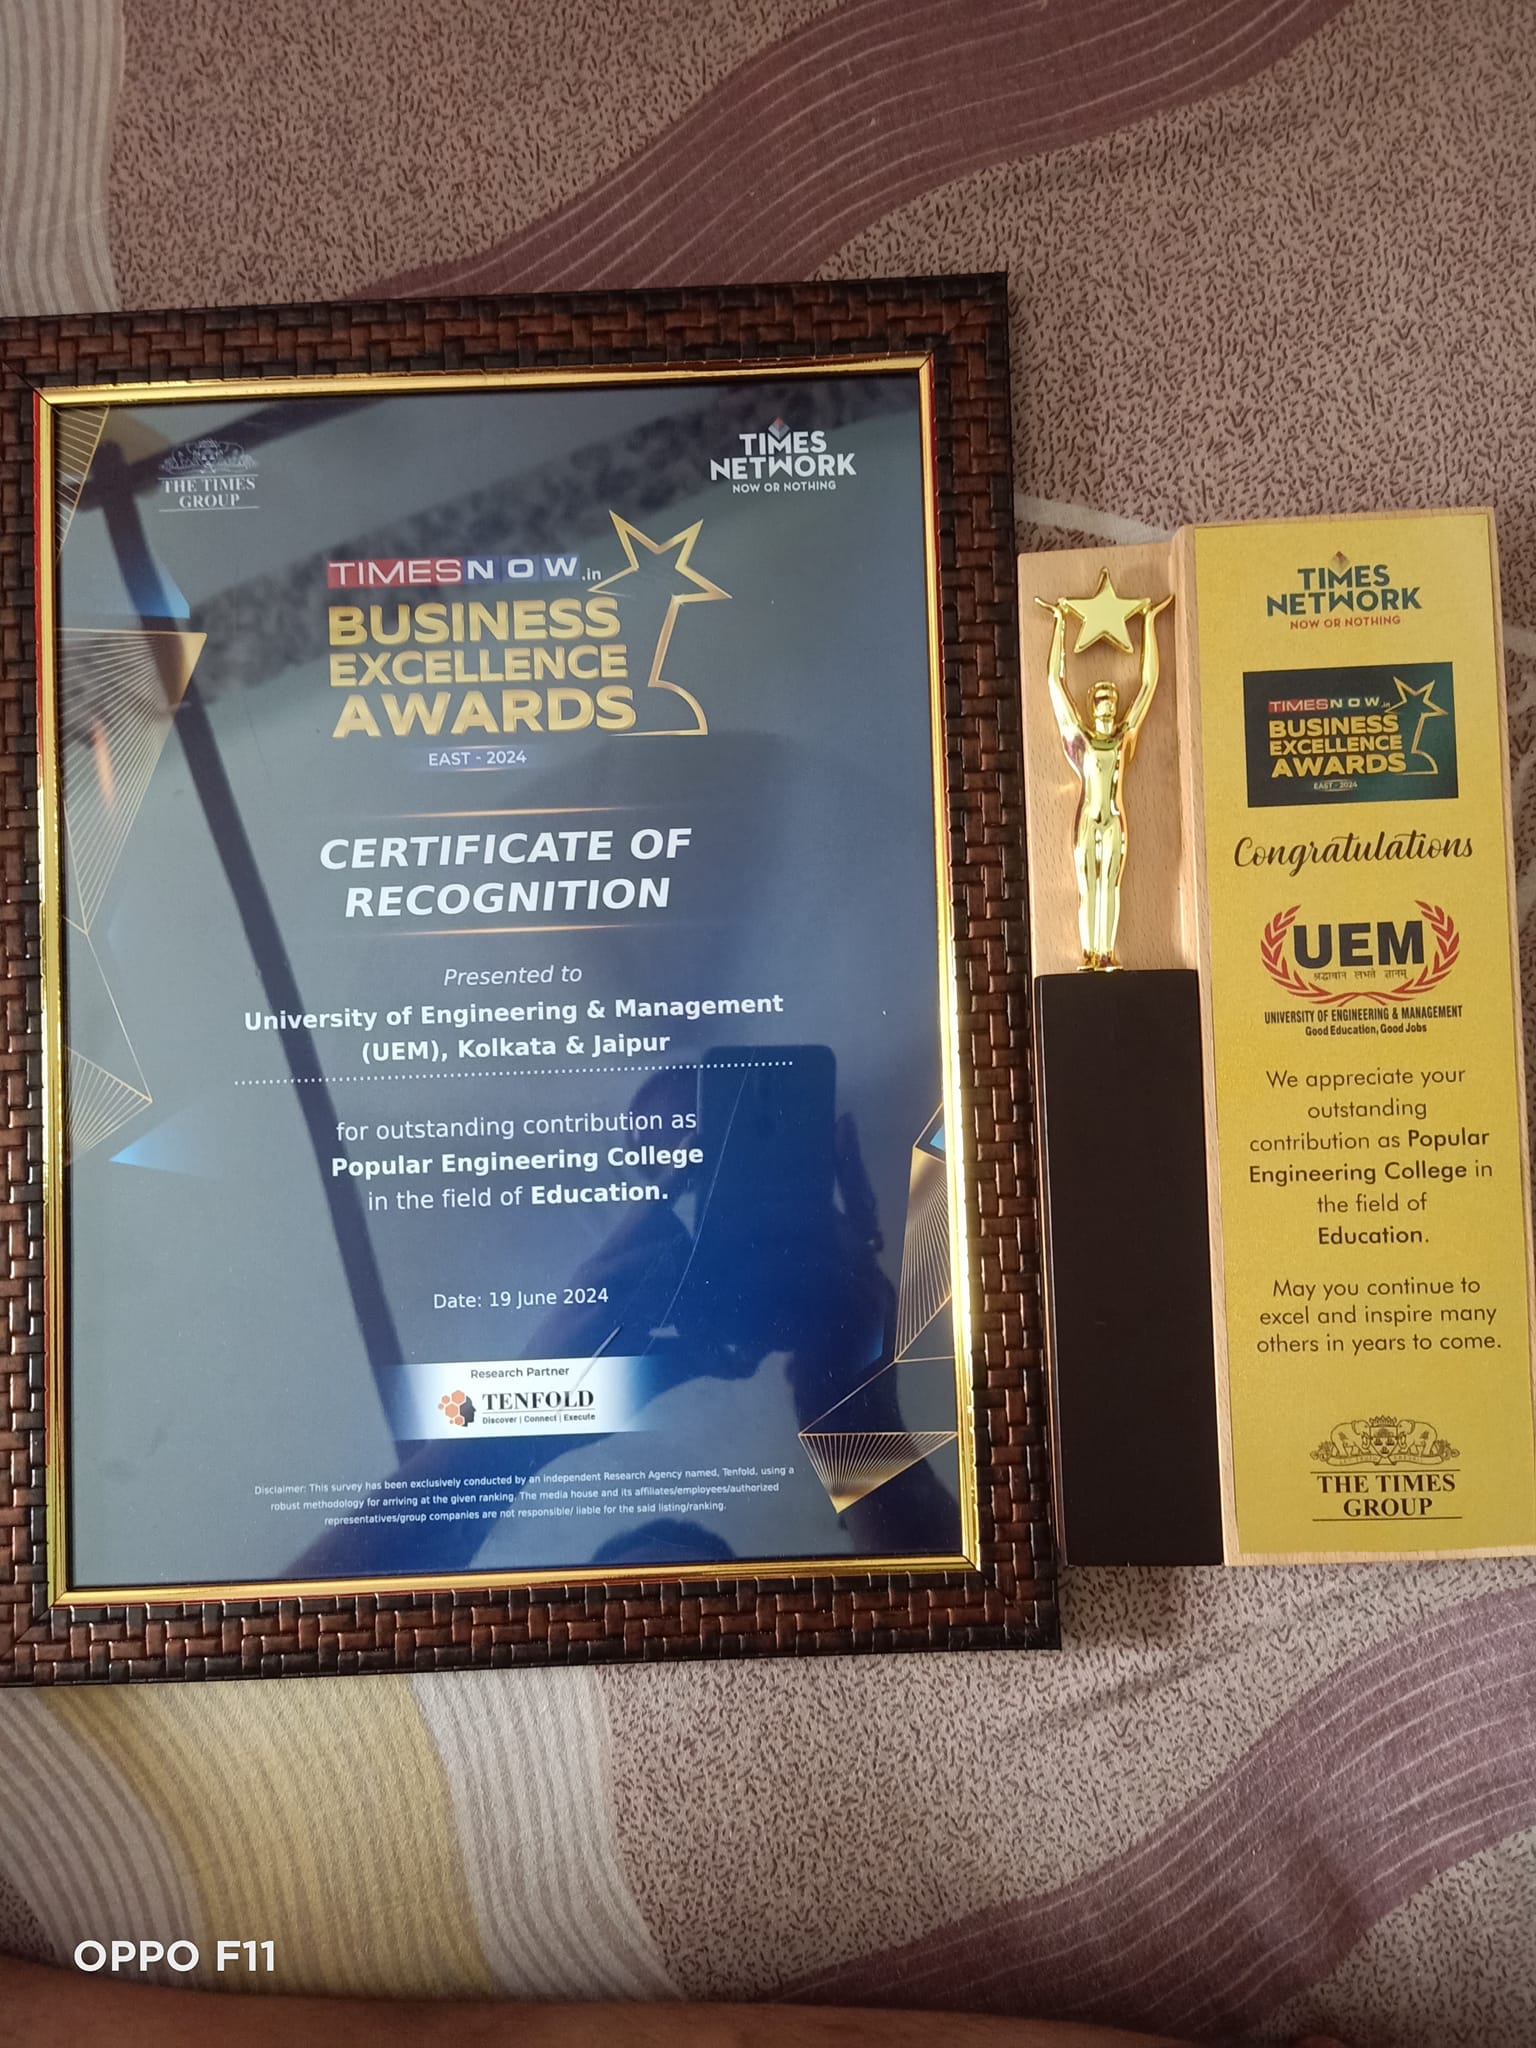 THE TIMES
GROUP
TIMES
NETWORK
NOW OR NOTHING
TIMES NOW.in
BUSINESS
EXCELLENCE
AWARDS
EAST - 2024
CERTIFICATE OF
RECOGNITION
Presented to
University of Engineering & Management
(UEM), Kolkata & Jaipur
for outstanding contribution as
Popular Engineering College
in the field of Education.
Date: 19 June 2024
Research Partner
TENFOLD
Discover | Connect | Execute
Disclaimer: This survey has been exclusively conducted by an Independent Research Agency named, Tenfold, using a
robust methodology for arriving at the given ranking. The media house and its affiliates/employees/authorized
representatives/group companies are not responsible/ liable for the said listing/ranking.
TIMES
NETWORK
NOW OR NOTHING
TIMES NOW.in
BUSINESS
EXCELLENCE
AWARDS
EAST - 2024
Congratulations
UEM
श्रद्धावान लभते ज्ञानम्
UNIVERSITY OF ENGINEERING & MANAGEMENT
Good Education, Good Jobs
We appreciate your
outstanding
contribution as Popular
Engineering College in
the field of
Education.
May you continue to
excel and inspire many
others in years to come.
THE TIMES
GROUP
OPPO F11